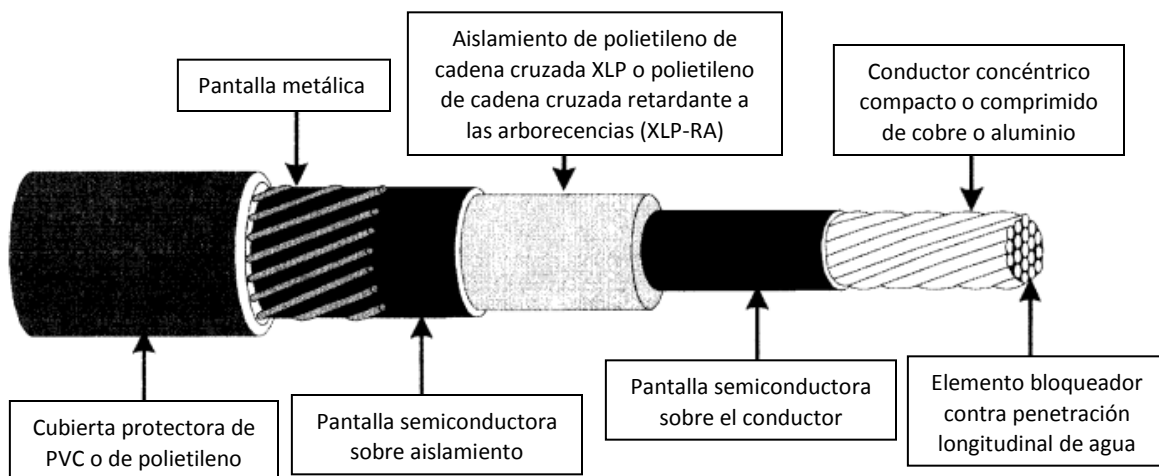 Pantalla metálica
Aislamiento de polietileno de
cadena cruzada XLP o polietileno
de cadena cruzada retardante a
las arborecencias (XLP-RA)
Conductor concéntrico
compacto o comprimido
de cobre o aluminio
Cubierta protectora de
PVC o de polietileno
Pantalla semiconductora
sobre aislamiento
Pantalla semiconductora
sobre el conductor
Elemento bloqueador
contra penetración
longitudinal de agua